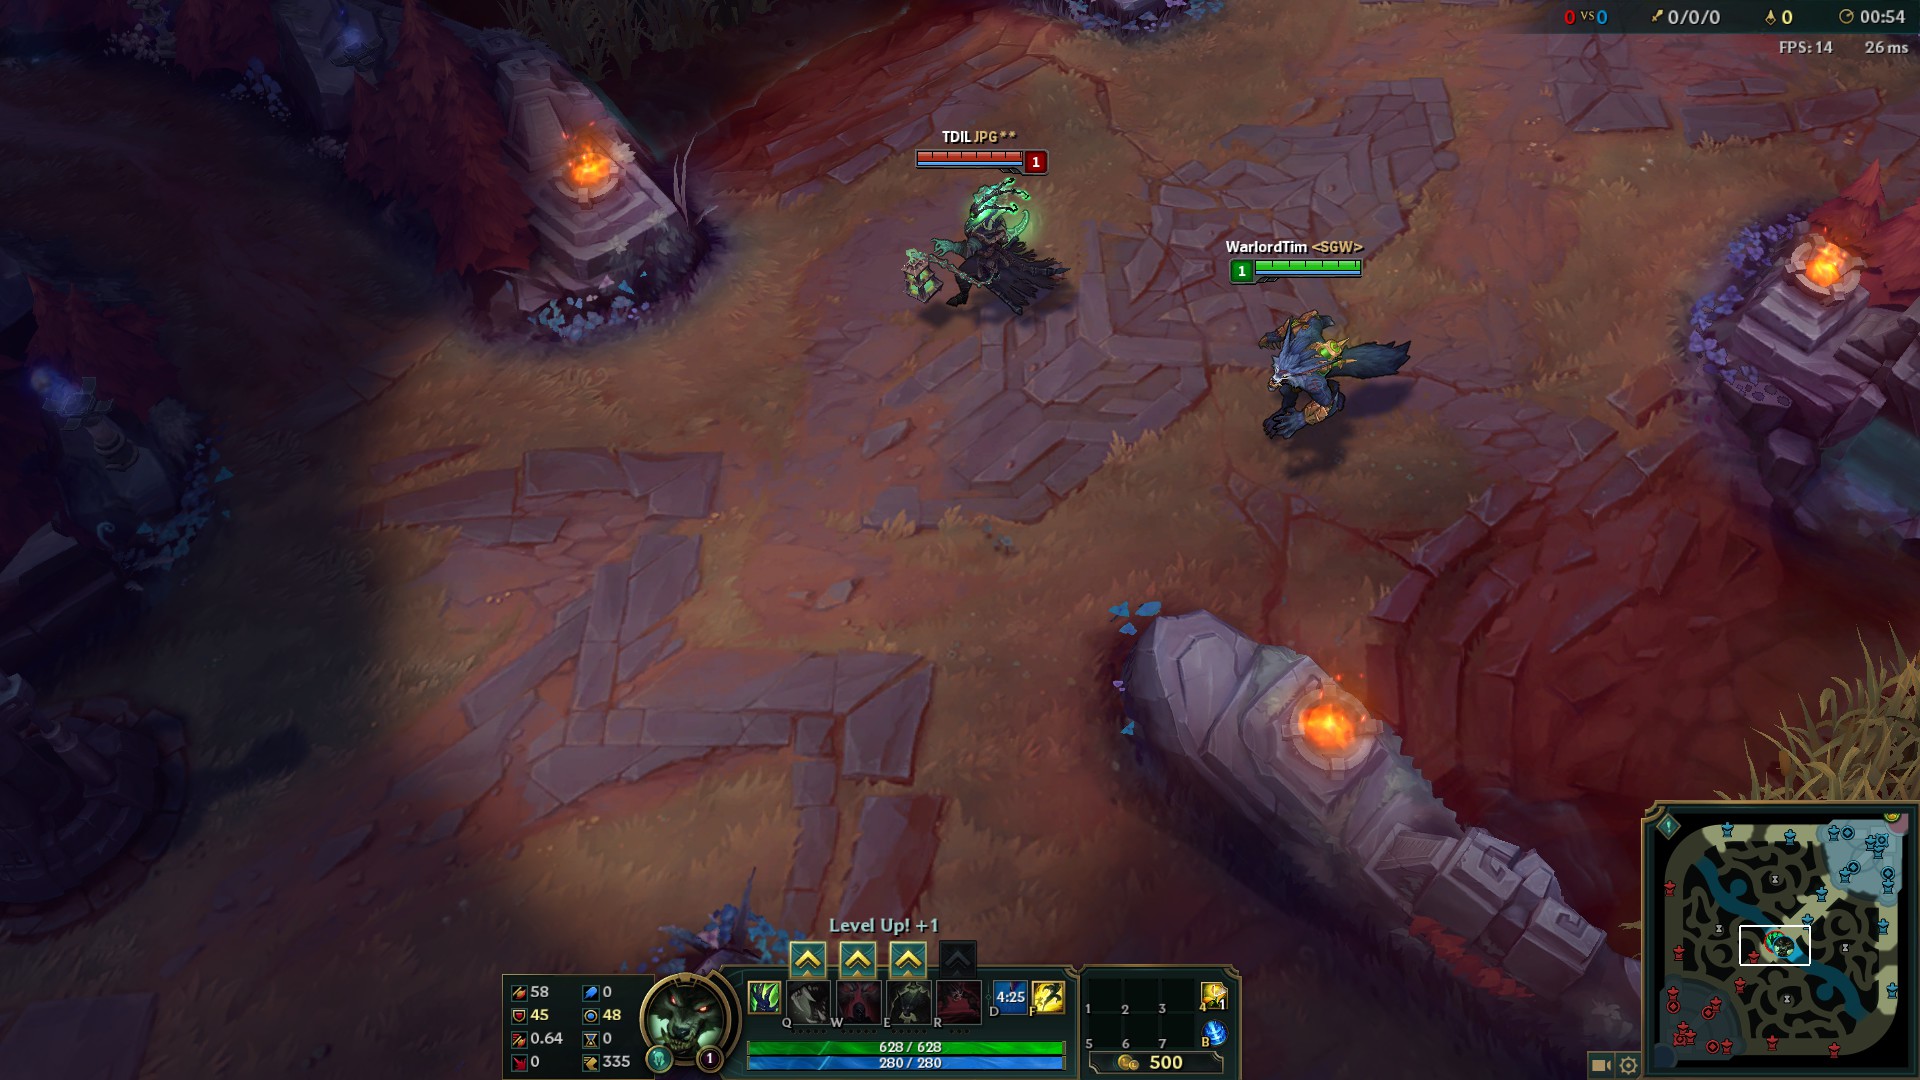 0 VS 0 0/0/0 0 00:54
FPS: 14 26 ms
TDIL JPG**
1
WarlordTim <SGW>
1
Level Up! +1
58 0
45 48
0.64 0
0 335
1
Q W E R
4:25
D F
1 2 3 4 1
5 6 7 B
628 / 628
280 / 280
500